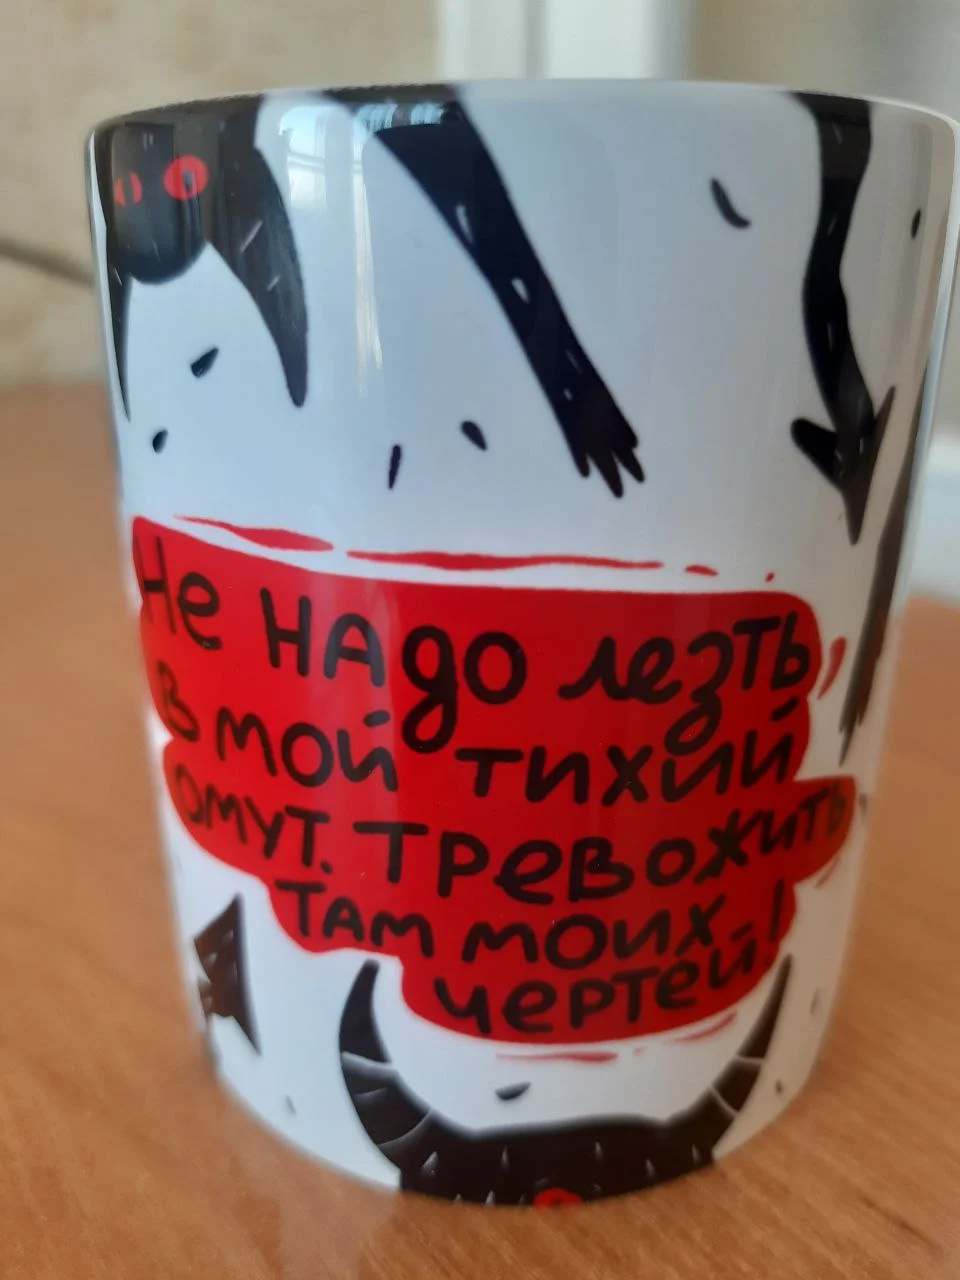 Не надо лезть
в мой тихий
омут. Тревожить
там моих
чертей!